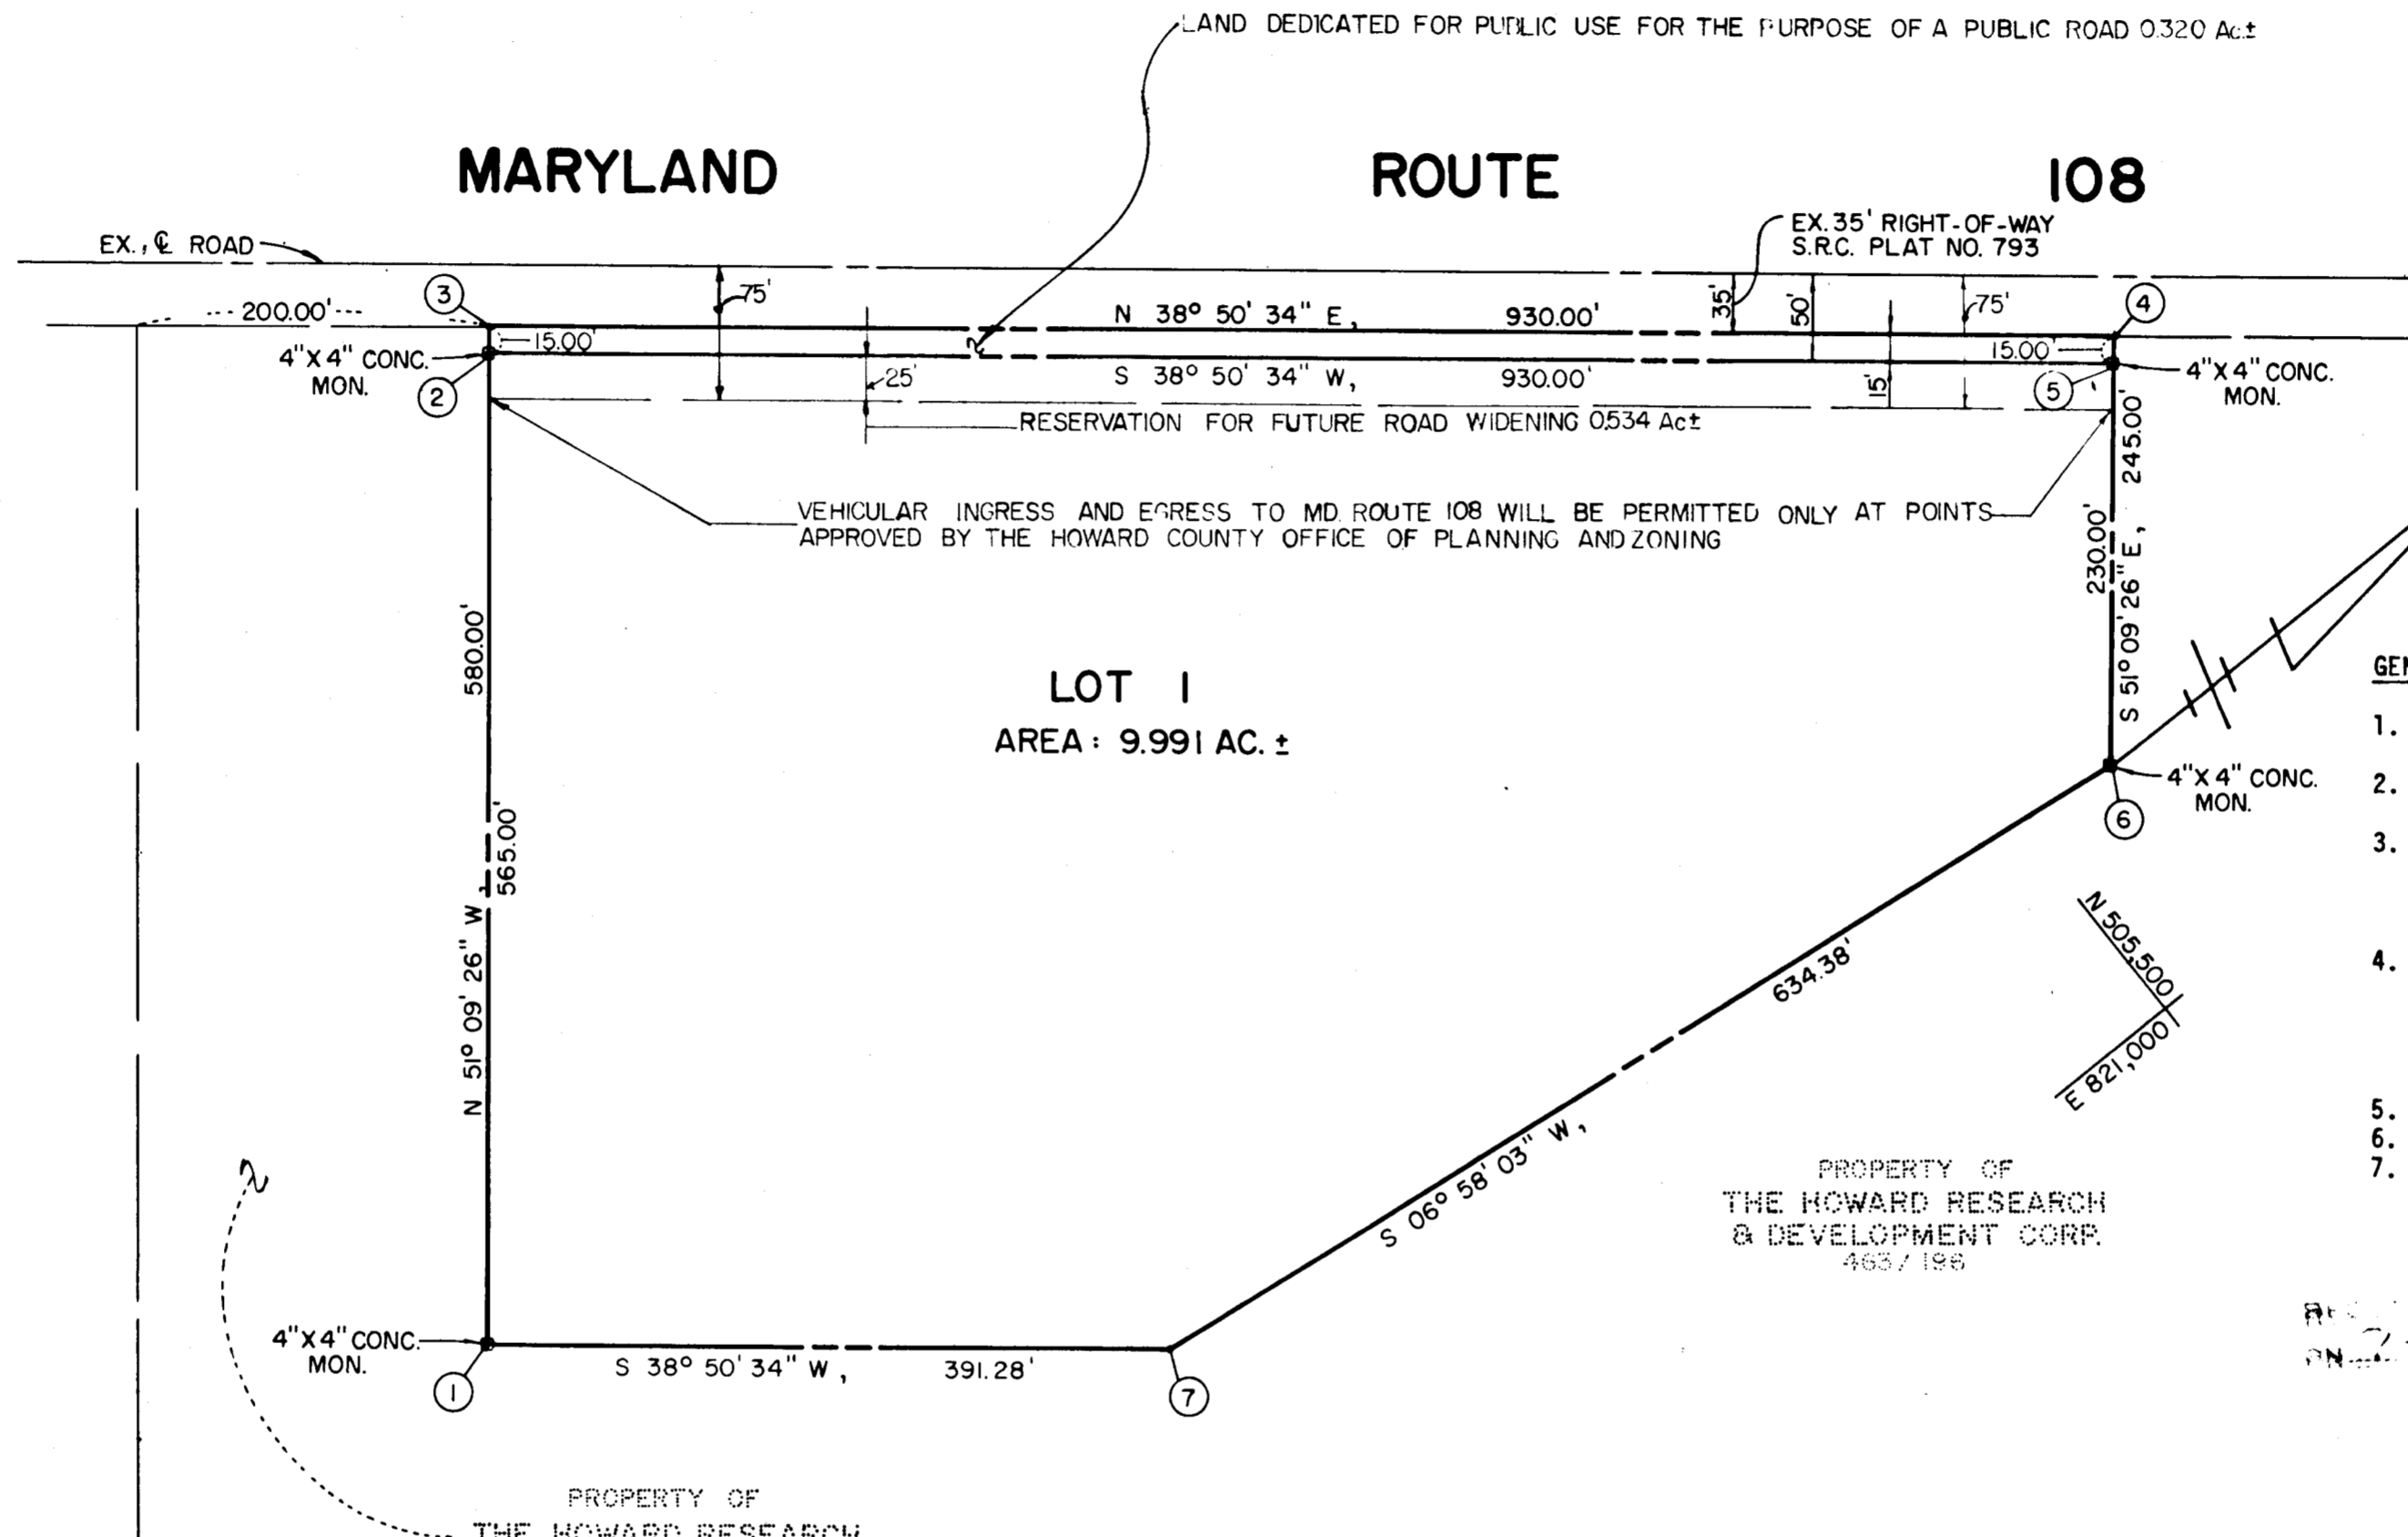 LAND DEDICATED FOR PUBLIC USE FOR THE PURPOSE OF A PUBLIC ROAD 0.320 Ac.±
MARYLAND ROUTE 108
EX. ℄ ROAD
EX. 35' RIGHT-OF-WAY
S.R.C. PLAT NO. 793
3
200.00'
75'
N 38° 50' 34" E, 930.00'
35'
50'
75'
4
15.00'
15.00'
4"X4" CONC.
MON.
2
25'
S 38° 50' 34" W, 930.00'
15'
5
4"X4" CONC.
MON.
RESERVATION FOR FUTURE ROAD WIDENING 0.534 Ac±
VEHICULAR INGRESS AND EGRESS TO MD. ROUTE 108 WILL BE PERMITTED ONLY AT POINTS
APPROVED BY THE HOWARD COUNTY OFFICE OF PLANNING AND ZONING
S 51° 09' 26" E, 245.00'
230.00'
580.00'
N 51° 09' 26" W,
565.00'
LOT 1
AREA: 9.991 AC. ±
4"X4" CONC.
MON.
6
634.38'
S 06° 58' 03" W,
N 505,500
E 821,000
1.
2.
3.
4.
5.
6.
7.
PROPERTY OF
THE HOWARD RESEARCH
& DEVELOPMENT CORP.
463/196
4"X4" CONC.
MON.
1
S 38° 50' 34" W, 391.28'
7
PROPERTY OF
THE HOWARD RESEARCH